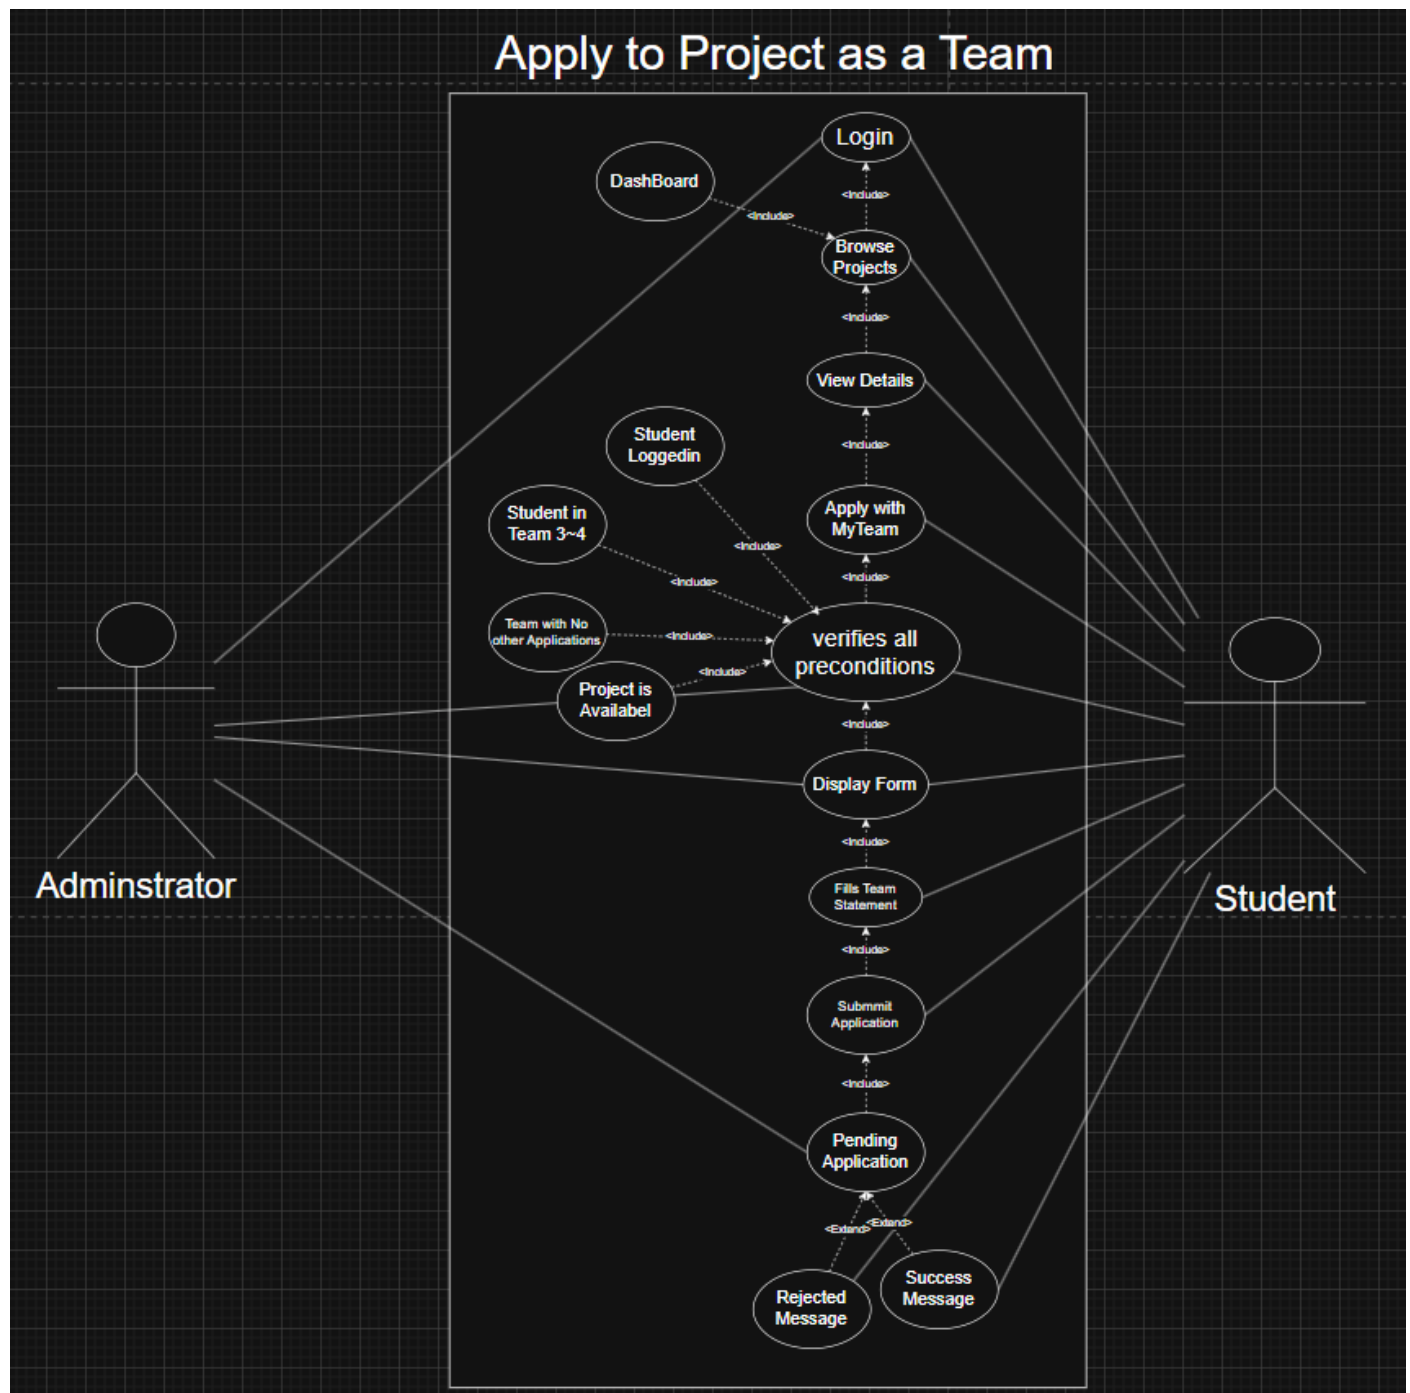 Apply to Project as a Team
Login
DashBoard
<Include>
<Include>
Browse
Projects
<Include>
View Details
Student
Loggedin
<Include>
Student in
Team 3~4
Apply with
MyTeam
<Include>
<Include>
<Include>
Team with No
other Applications
<Include>
verifies all
preconditions
<Include>
Project is
Availabel
<Include>
Display Form
<Include>
Adminstrator
Student
Fills Team
Statement
<Include>
Submmit
Application
<Include>
Pending
Application
<Extend>
<Extend>
Success
Message
Rejected
Message